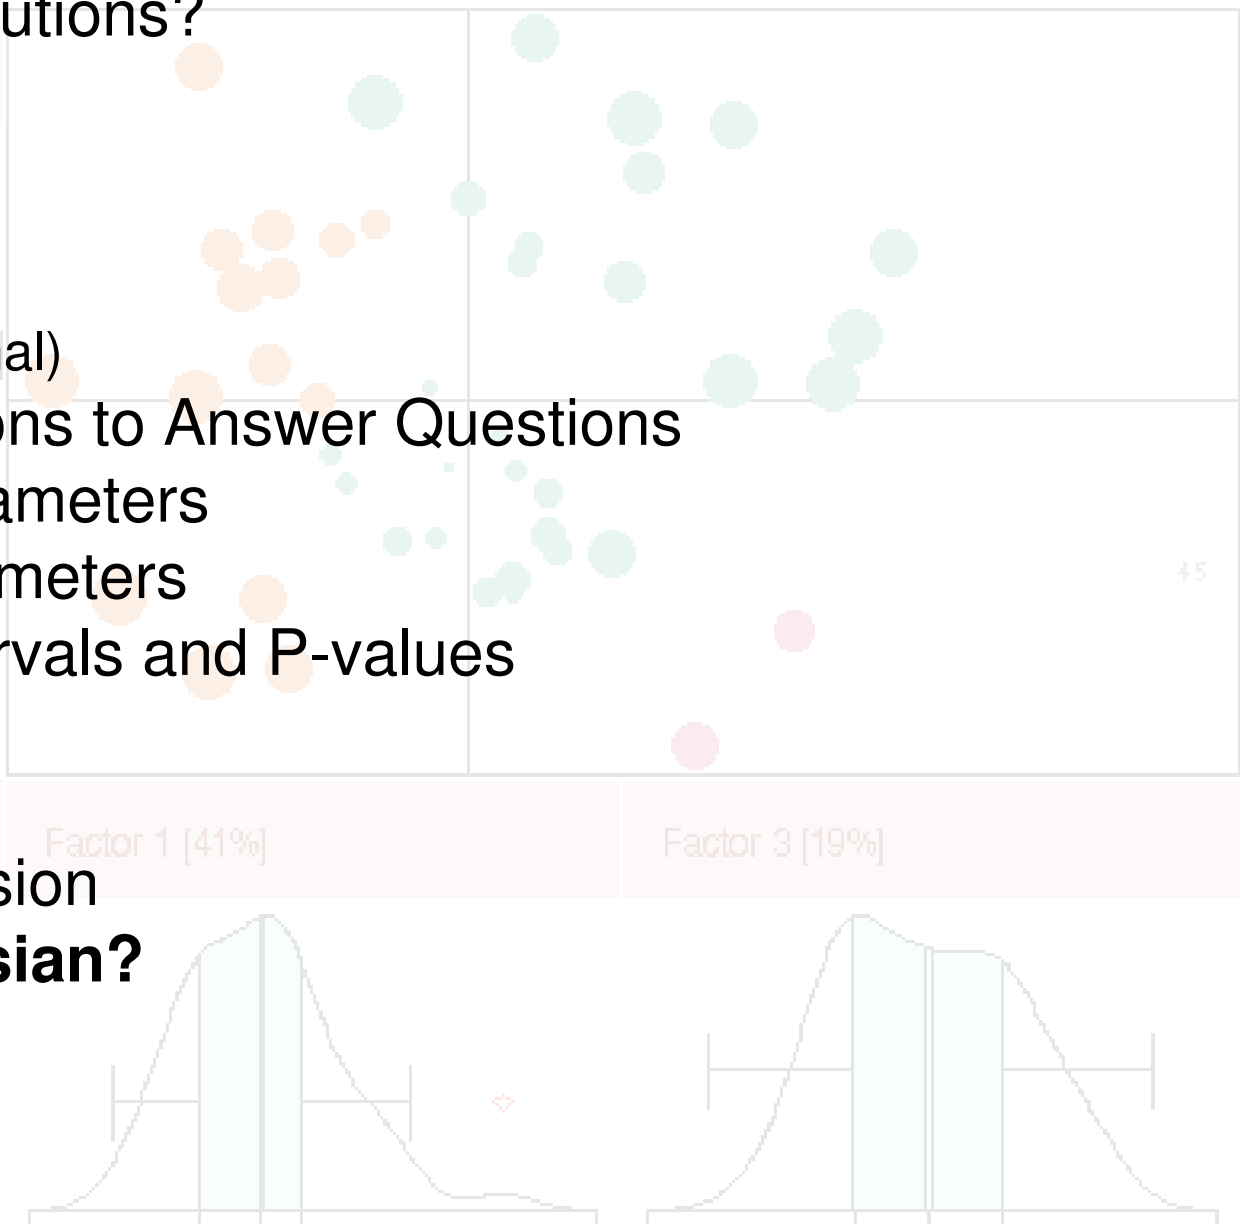 utions?
al)
ons to Answer Questions
ameters
meters
45
rvals and P-values
Factor 1 [41%]
Factor 3 [19%]
sion
sian?